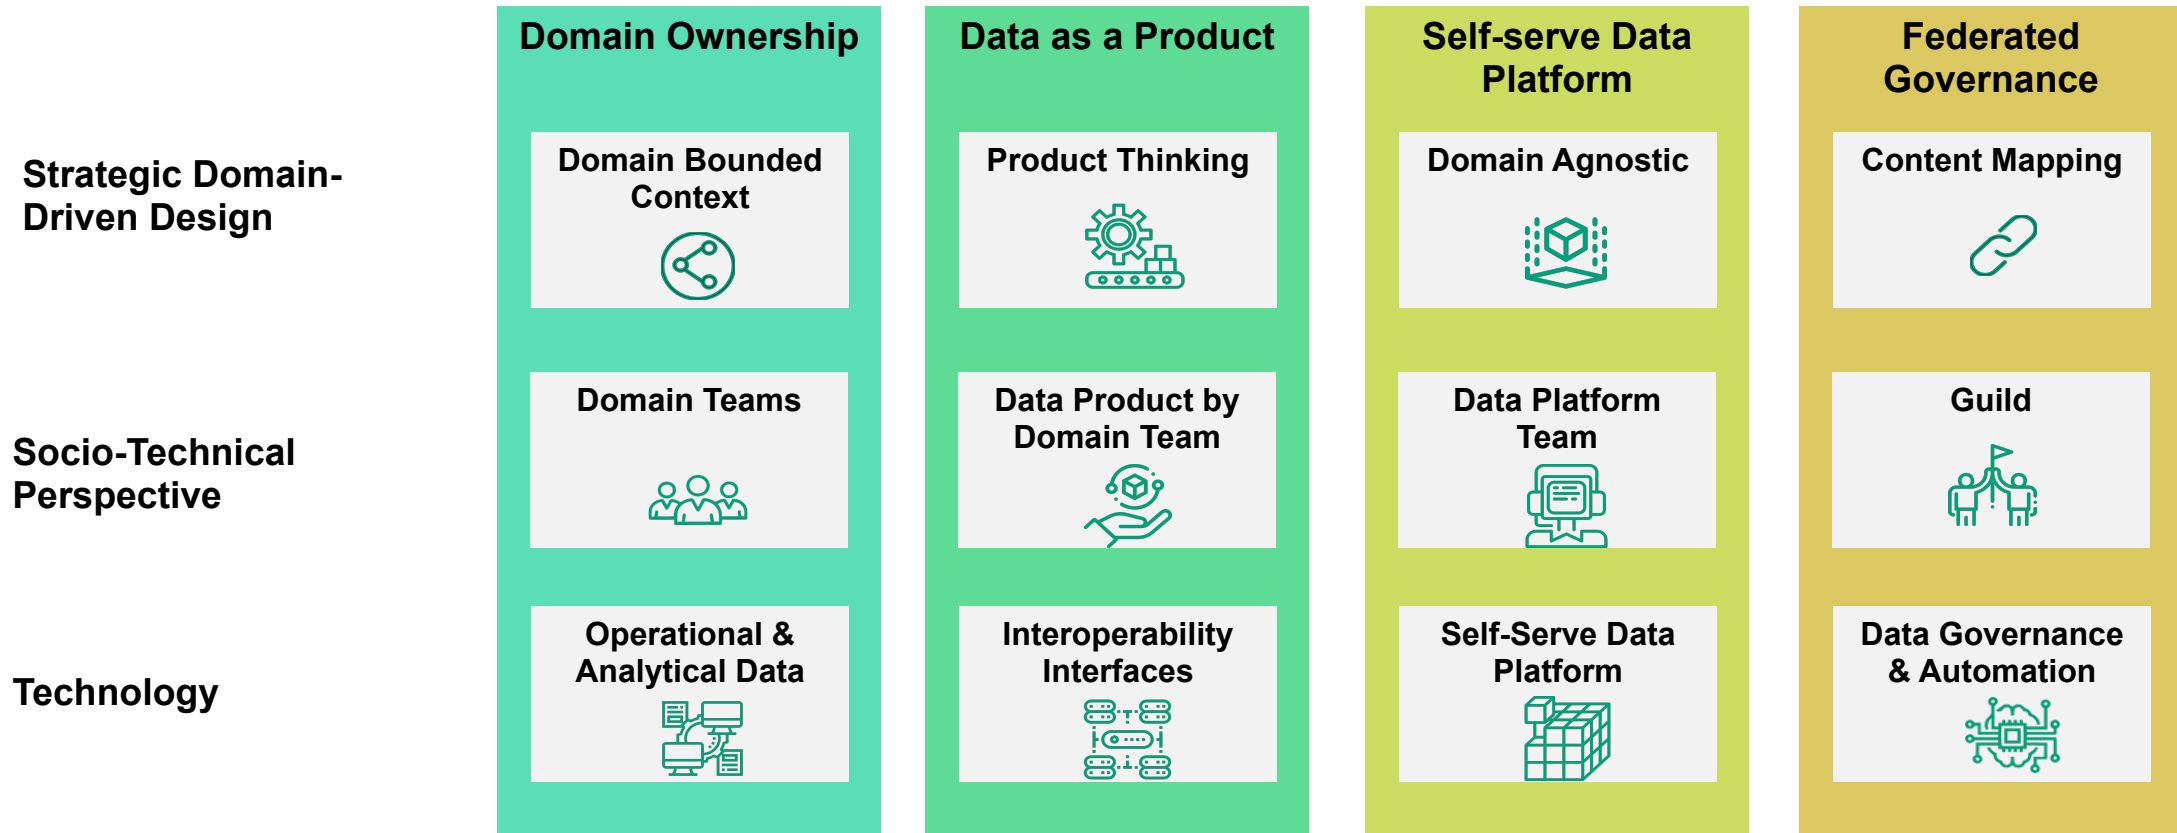 Domain Ownership
Data as a Product
Self-serve Data
Platform
Federated
Governance
Strategic Domain-
Driven Design
Domain Bounded
Context
Product Thinking
Domain Agnostic
Content Mapping
Socio-Technical
Perspective
Domain Teams
Data Product by
Domain Team
Data Platform
Team
Guild
Technology
Operational &
Analytical Data
Interoperability
Interfaces
Self-Serve Data
Platform
Data Governance
& Automation